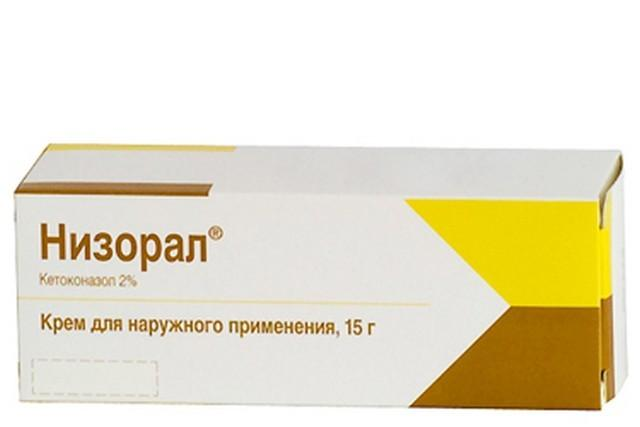 Низорал®
Кетоконазол 2%
Крем для наружного применения, 15 г